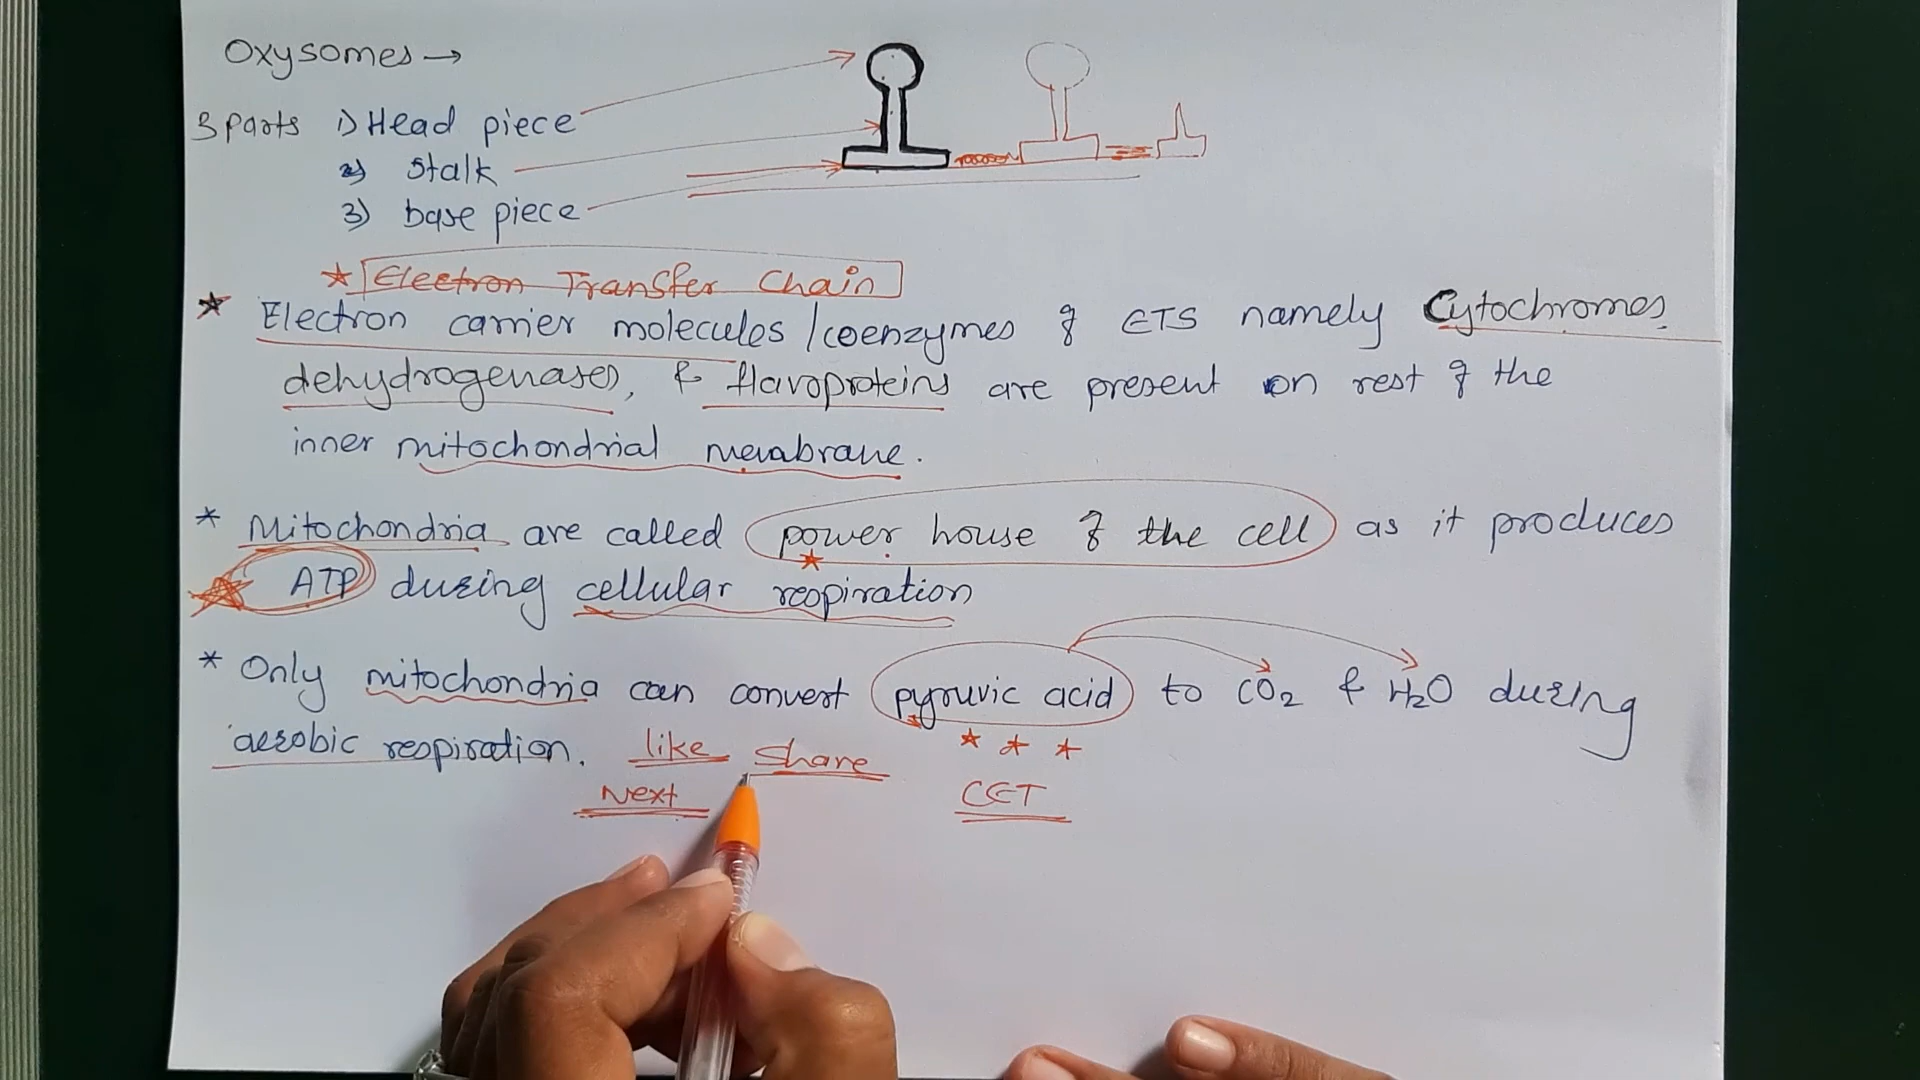 Oxysomes →
3 parts 1) Head piece
2) Stalk
3) base piece
* Electron Transfer Chain
* Electron carrier molecules / coenzymes of ETS namely Cytochromes
dehydrogenases, & flavoproteins are present on rest of the
inner mitochondrial membrane.
* Mitochondria are called power house of the cell as it produces
ATP during cellular respiration
* Only mitochondria can convert pyruvic acid to CO₂ & H₂O during
aerobic respiration. like Share * * *
Next CET